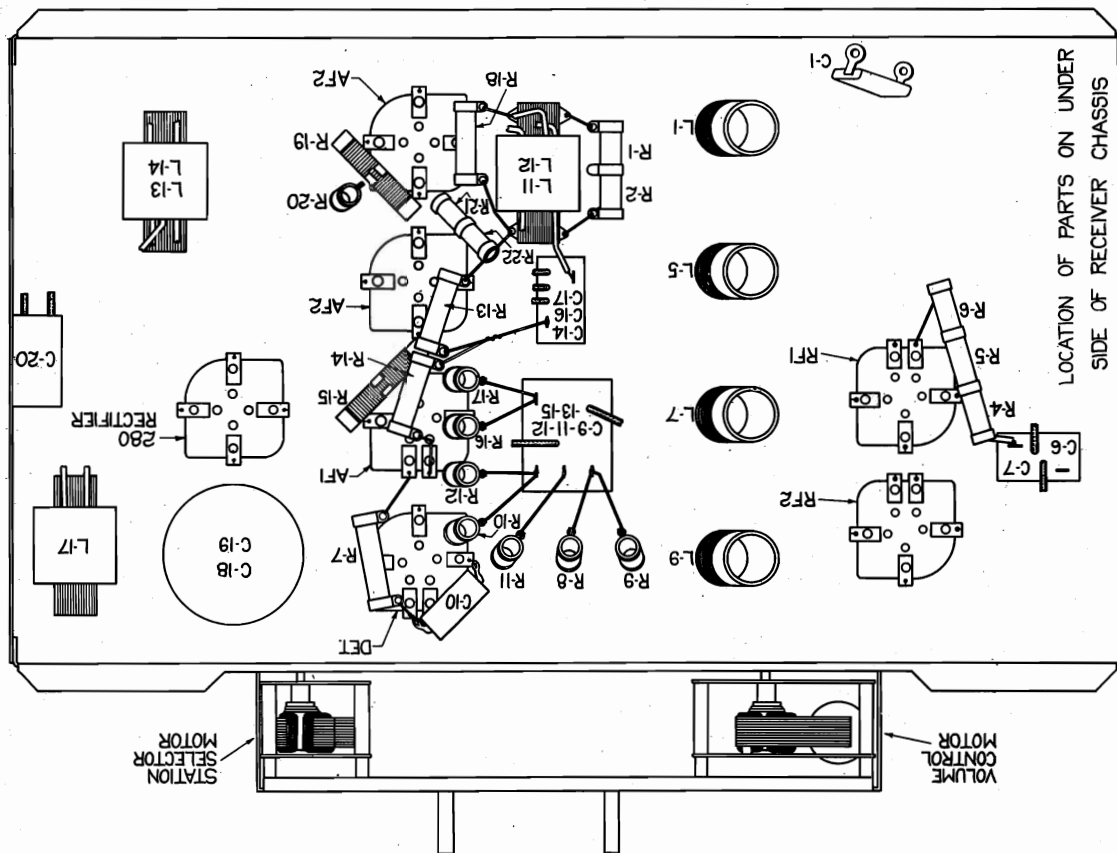 LOCATION OF PARTS ON UNDER
SIDE OF RECEIVER CHASSIS
VOLUME
CONTROL
MOTOR
STATION
SELECTOR
MOTOR
DET.
L-9
R-9
R-8
R-11
R-10
C-10
R-7
C-18
C-19
L-17
RF2
C-6
C-7
R-4
R-5
R-6
RF1
L-7
C-9-11-12
-13-15
R-12
R-16
R-17
AF1
R-15
R-14
280
RECTIFIER
C-20
L-5
C-14
C-16
C-17
R-13
AF2
R-22
R-21
R-20
R-19
L-1
R-2
R-1
L-11
L-12
R-18
AF2
L-13
L-14
C-1